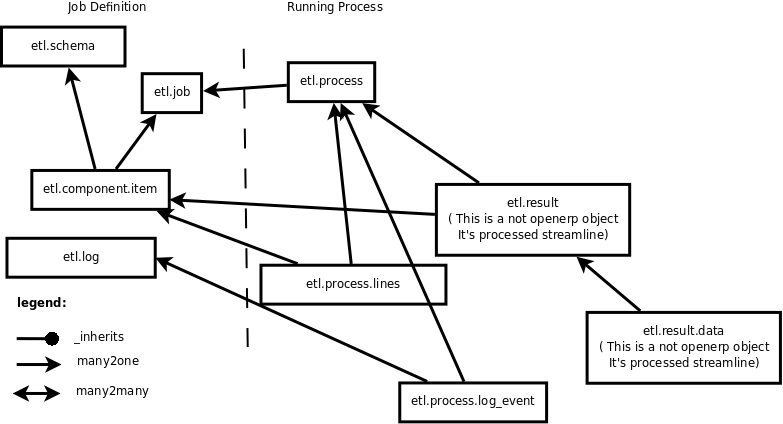 Job Definition
Running Process
etl.schema
etl.job
etl.process
etl.component.item
etl.result
( This is a not openerp object
It's processed streamline)
etl.log
etl.process.lines
legend:
_inherits
many2one
many2many
etl.result.data
( This is a not openerp object
It's processed streamline)
etl.process.log_event